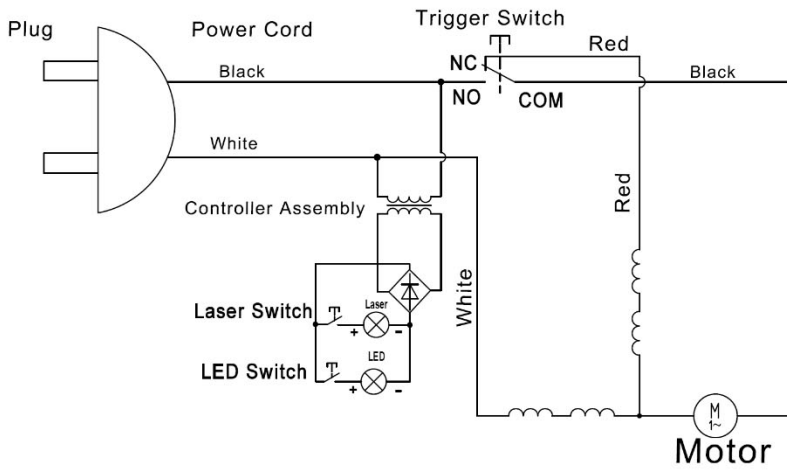 Plug
Power Cord
Trigger Switch
Red
NC
Black
Black
NO
COM
White
Red
Controller Assembly
White
Laser
Laser Switch
+ -
LED
LED Switch
+ -
M
1~
Motor